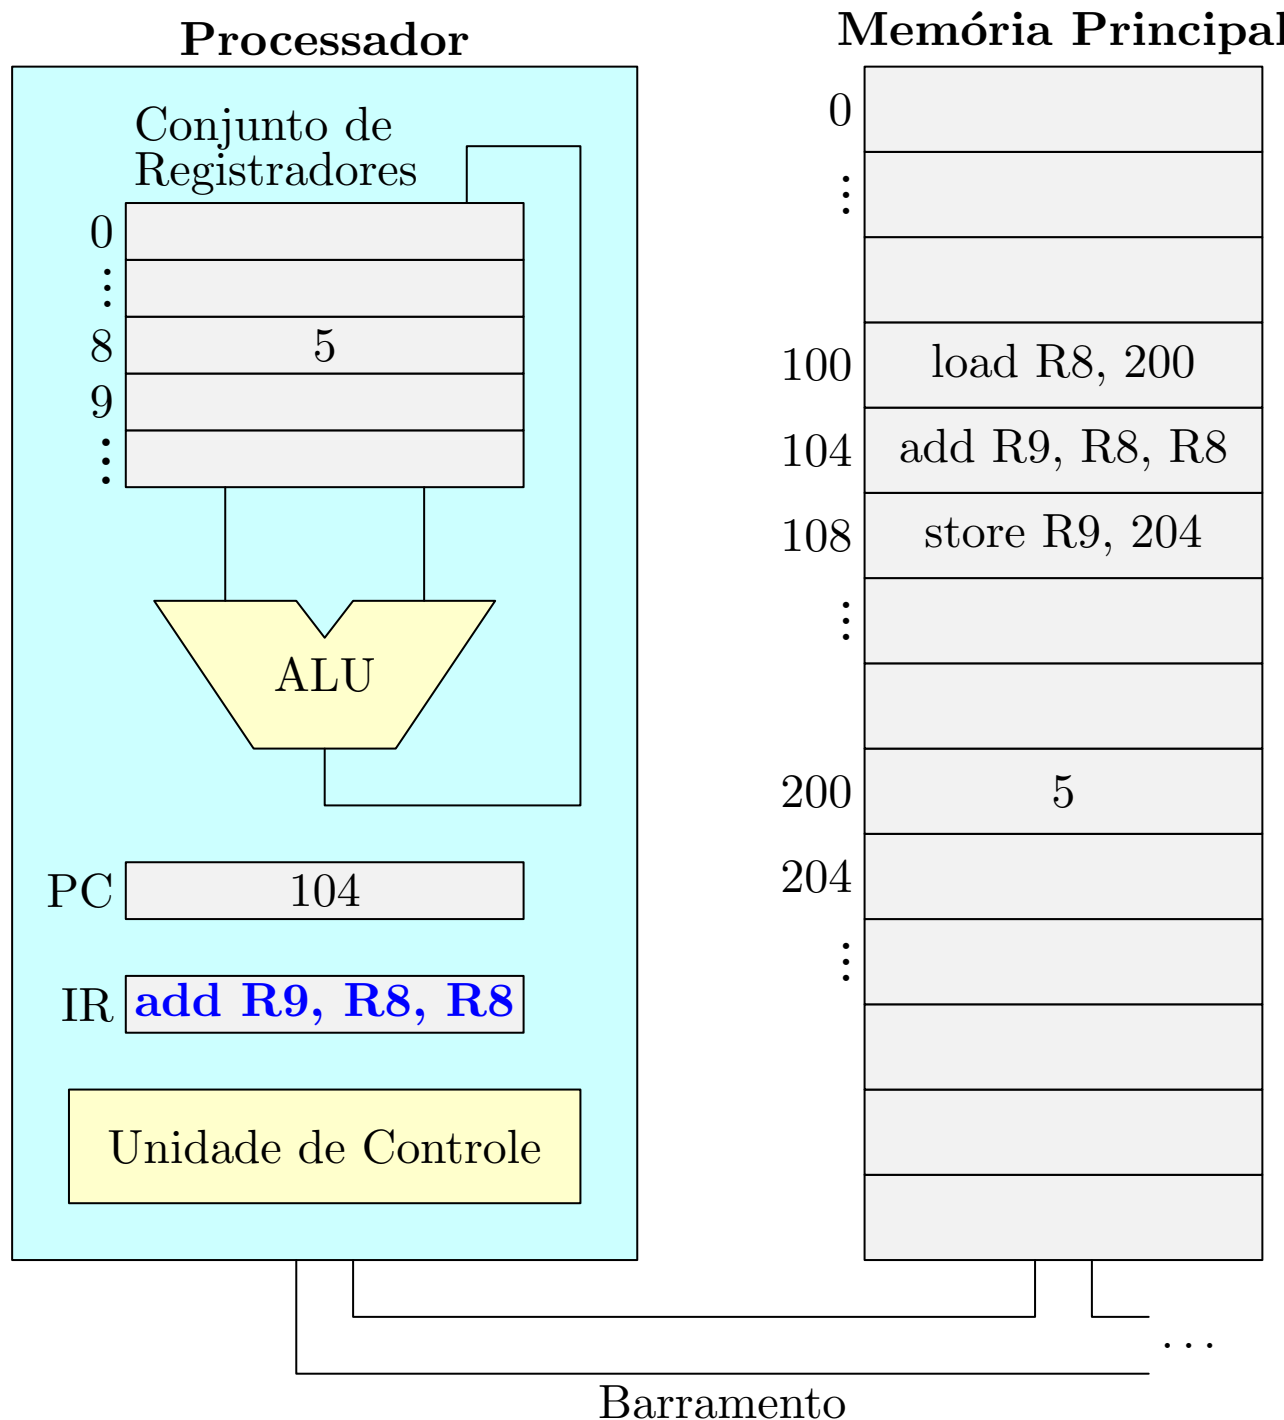 Processador
Conjunto de
Registradores
0
⋮
8 5
9
⋮
ALU
PC 104
IR add R9, R8, R8
Unidade de Controle
Memória Principal
0
⋮
100 load R8, 200
104 add R9, R8, R8
108 store R9, 204
⋮
200 5
204
⋮
...
Barramento